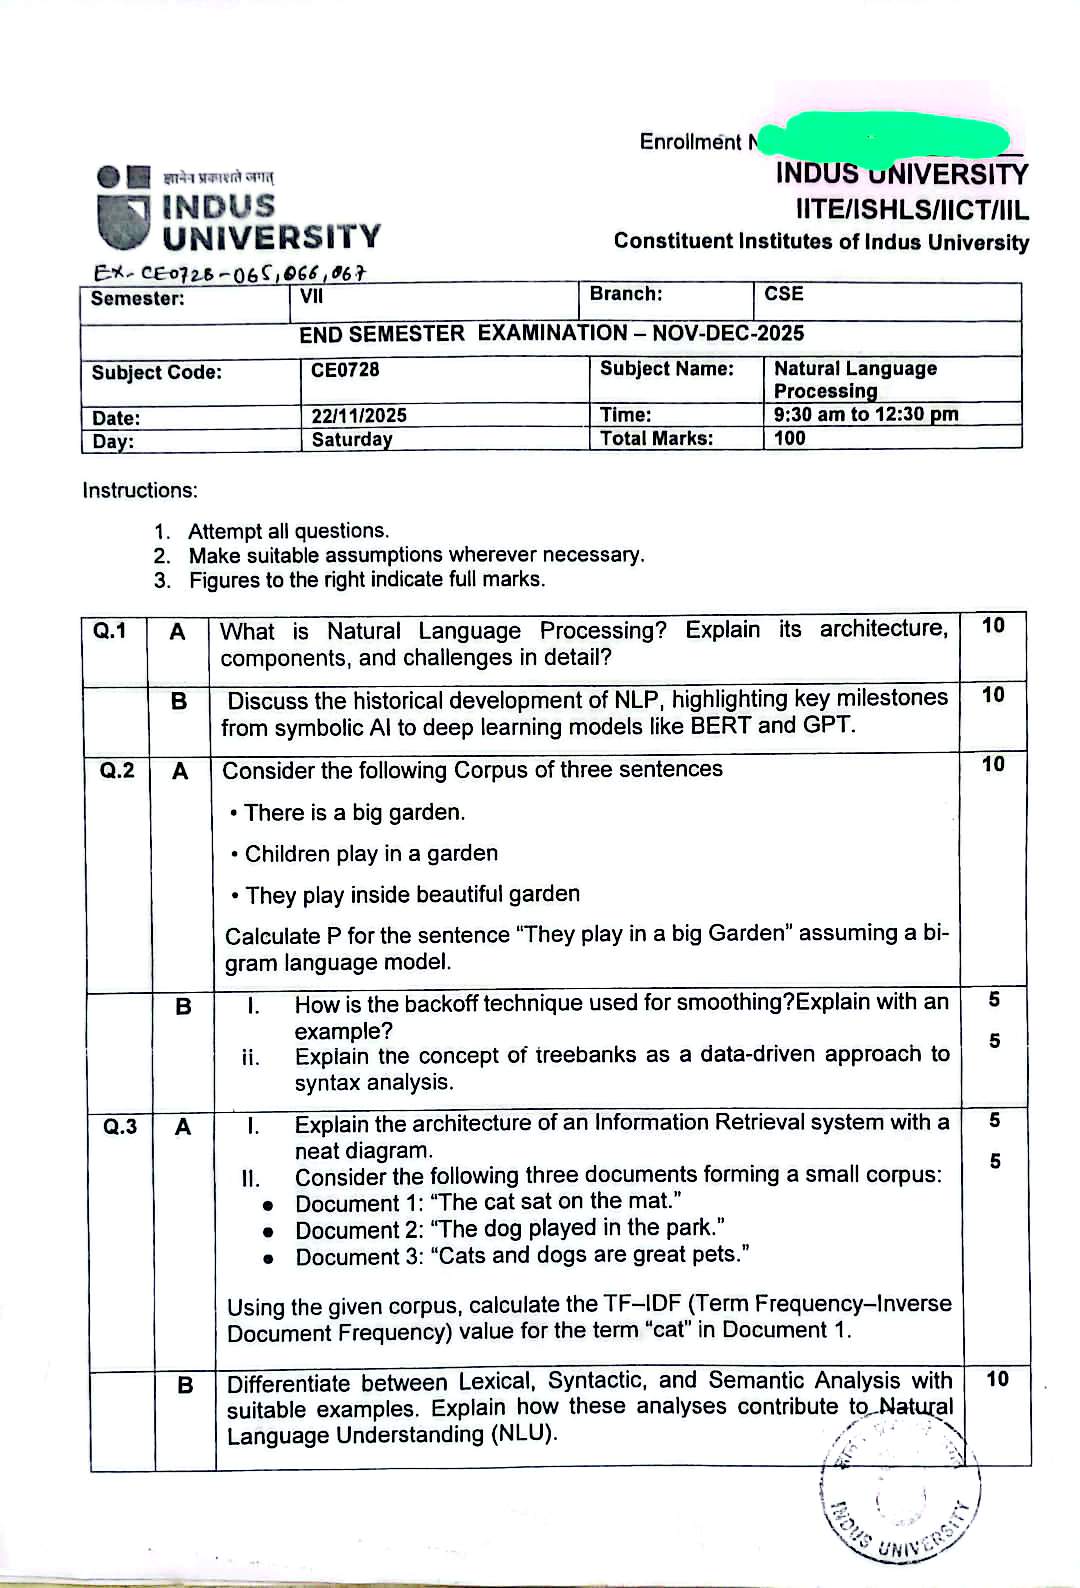 Enrollment N
INDUS UNIVERSITY
IITE/ISHLS/IICT/IIL
Constituent Institutes of Indus University
ज्ञानेन प्रकाशते जगत्
INDUS
UNIVERSITY
EX- CE0728-065,066,067
Semester: VII Branch: CSE
END SEMESTER EXAMINATION – NOV-DEC-2025
Subject Code: CE0728 Subject Name: Natural Language
Processing
Date: 22/11/2025 Time: 9:30 am to 12:30 pm
Day: Saturday Total Marks: 100
Instructions:
1. Attempt all questions.
2. Make suitable assumptions wherever necessary.
3. Figures to the right indicate full marks.
Q.1 A What is Natural Language Processing? Explain its architecture, 10
components, and challenges in detail?
B Discuss the historical development of NLP, highlighting key milestones 10
from symbolic AI to deep learning models like BERT and GPT.
Q.2 A Consider the following Corpus of three sentences 10
• There is a big garden.
• Children play in a garden
• They play inside beautiful garden
Calculate P for the sentence “They play in a big Garden” assuming a bi-
gram language model.
B I. How is the backoff technique used for smoothing?Explain with an 5
example?
ii. Explain the concept of treebanks as a data-driven approach to 5
syntax analysis.
Q.3 A I. Explain the architecture of an Information Retrieval system with a 5
neat diagram.
II. Consider the following three documents forming a small corpus: 5
• Document 1: “The cat sat on the mat.”
• Document 2: “The dog played in the park.”
• Document 3: “Cats and dogs are great pets.”
Using the given corpus, calculate the TF–IDF (Term Frequency–Inverse
Document Frequency) value for the term “cat” in Document 1.
B Differentiate between Lexical, Syntactic, and Semantic Analysis with 10
suitable examples. Explain how these analyses contribute to Natural
Language Understanding (NLU).
INDUS UNIVERSITY